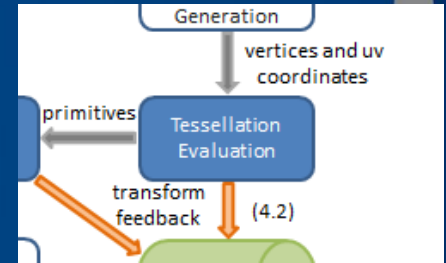 Generation
vertices and uv
coordinates
primitives
Tessellation
Evaluation
transform
feedback
(4.2)